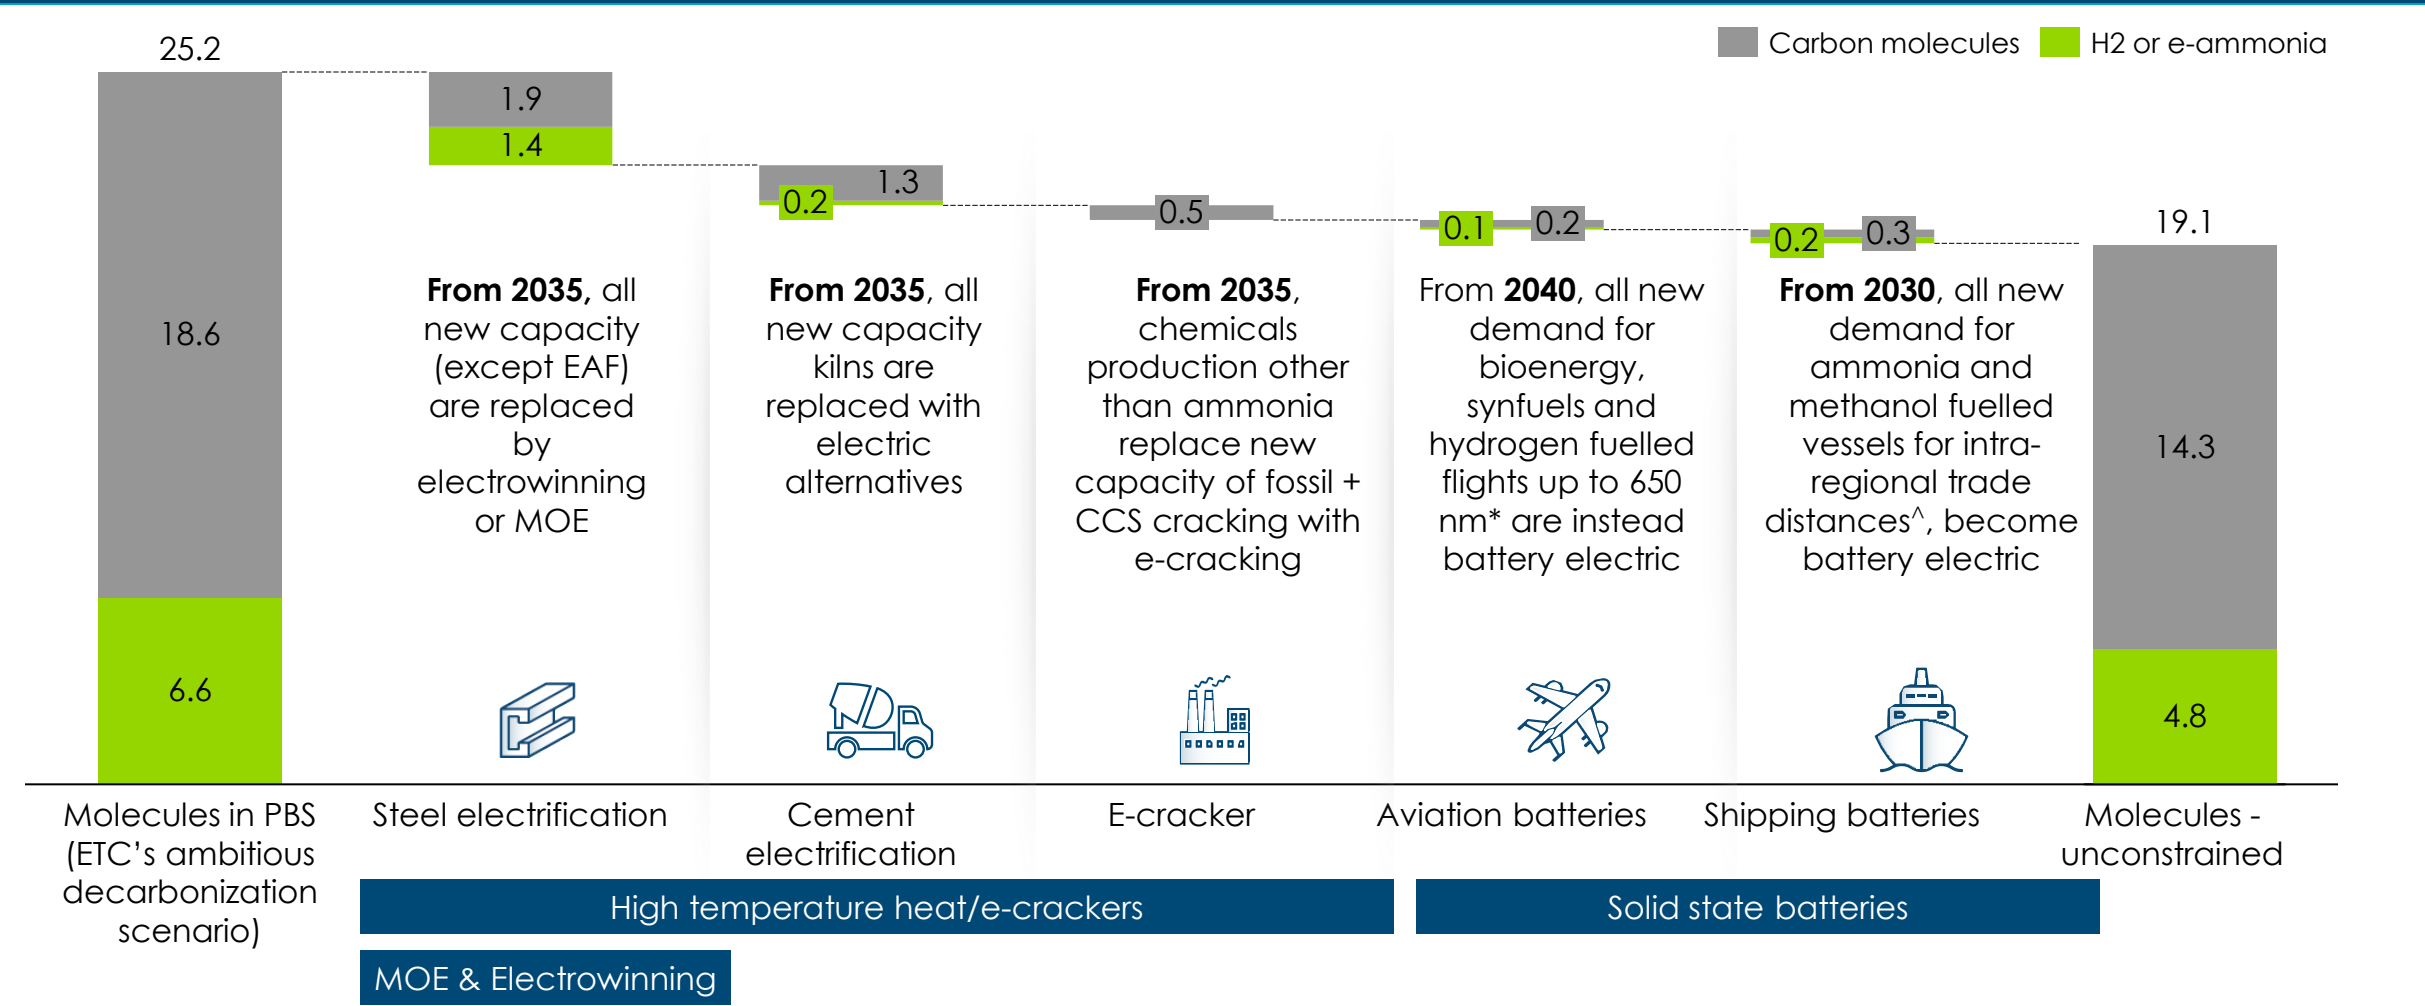 25.2
Carbon molecules
H2 or e-ammonia
1.9
1.4
1.3
0.2
0.5
0.1
0.2
0.2
0.3
19.1
18.6
6.6
14.3
4.8
From 2035, all
new capacity
(except EAF)
are replaced
by
electrowinning
or MOE
From 2035, all
new capacity
kilns are
replaced with
electric
alternatives
From 2035,
chemicals
production other
than ammonia
replace new
capacity of fossil +
CCS cracking with
e-cracking
From 2040, all new
demand for
bioenergy,
synfuels and
hydrogen fuelled
flights up to 650
nm* are instead
battery electric
From 2030, all new
demand for
ammonia and
methanol fuelled
vessels for intra-
regional trade
distances^, become
battery electric
Molecules in PBS
(ETC's ambitious
decarbonization
scenario)
Steel electrification
Cement
electrification
E-cracker
Aviation batteries
Shipping batteries
Molecules -
unconstrained
High temperature heat/e-crackers
Solid state batteries
MOE & Electrowinning